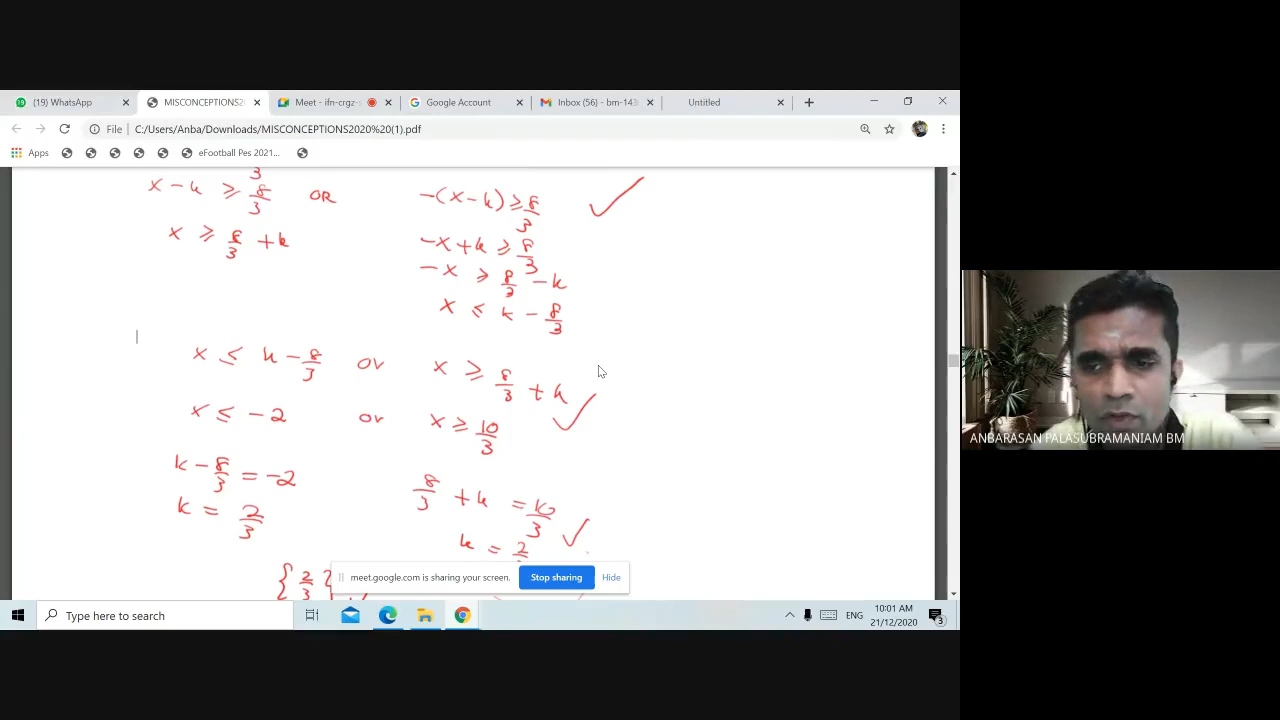 (19) WhatsApp
MISCONCEPTIONS2020
Meet - ifn-crgz-
Google Account
Inbox (56) - bm-143
Untitled
File C:/Users/Anba/Downloads/MISCONCEPTIONS2020%20(1).pdf
Apps eFootball Pes 2021...
3
x - k ≥ 8/3 OR -(x - k) ≥ 8/3
x ≥ 8/3 + k
-x + k ≥ 8/3
-x ≥ 8/3 - k
x ≤ k - 8/3
x ≤ k - 8/3 or x ≥ 8/3 + k
x ≤ -2 or x ≥ 10/3
k - 8/3 = -2
8/3 + k = 10/3
k = 2/3
k = 2
{2/3}
meet.google.com is sharing your screen. Stop sharing Hide
Type here to search
ENG
10:01 AM
21/12/2020
3
ANBARASAN PALASUBRAMANIAM BM